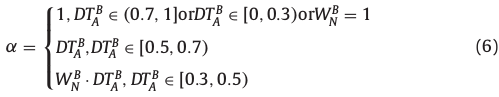 1, DT_A^B ∈ (0.7, 1]orDT_A^B ∈ [0, 0.3)orW_N^B = 1
α = { DT_A^B, DT_A^B ∈ [0.5, 0.7) (6)
W_N^B · DT_A^B, DT_A^B ∈ [0.3, 0.5)